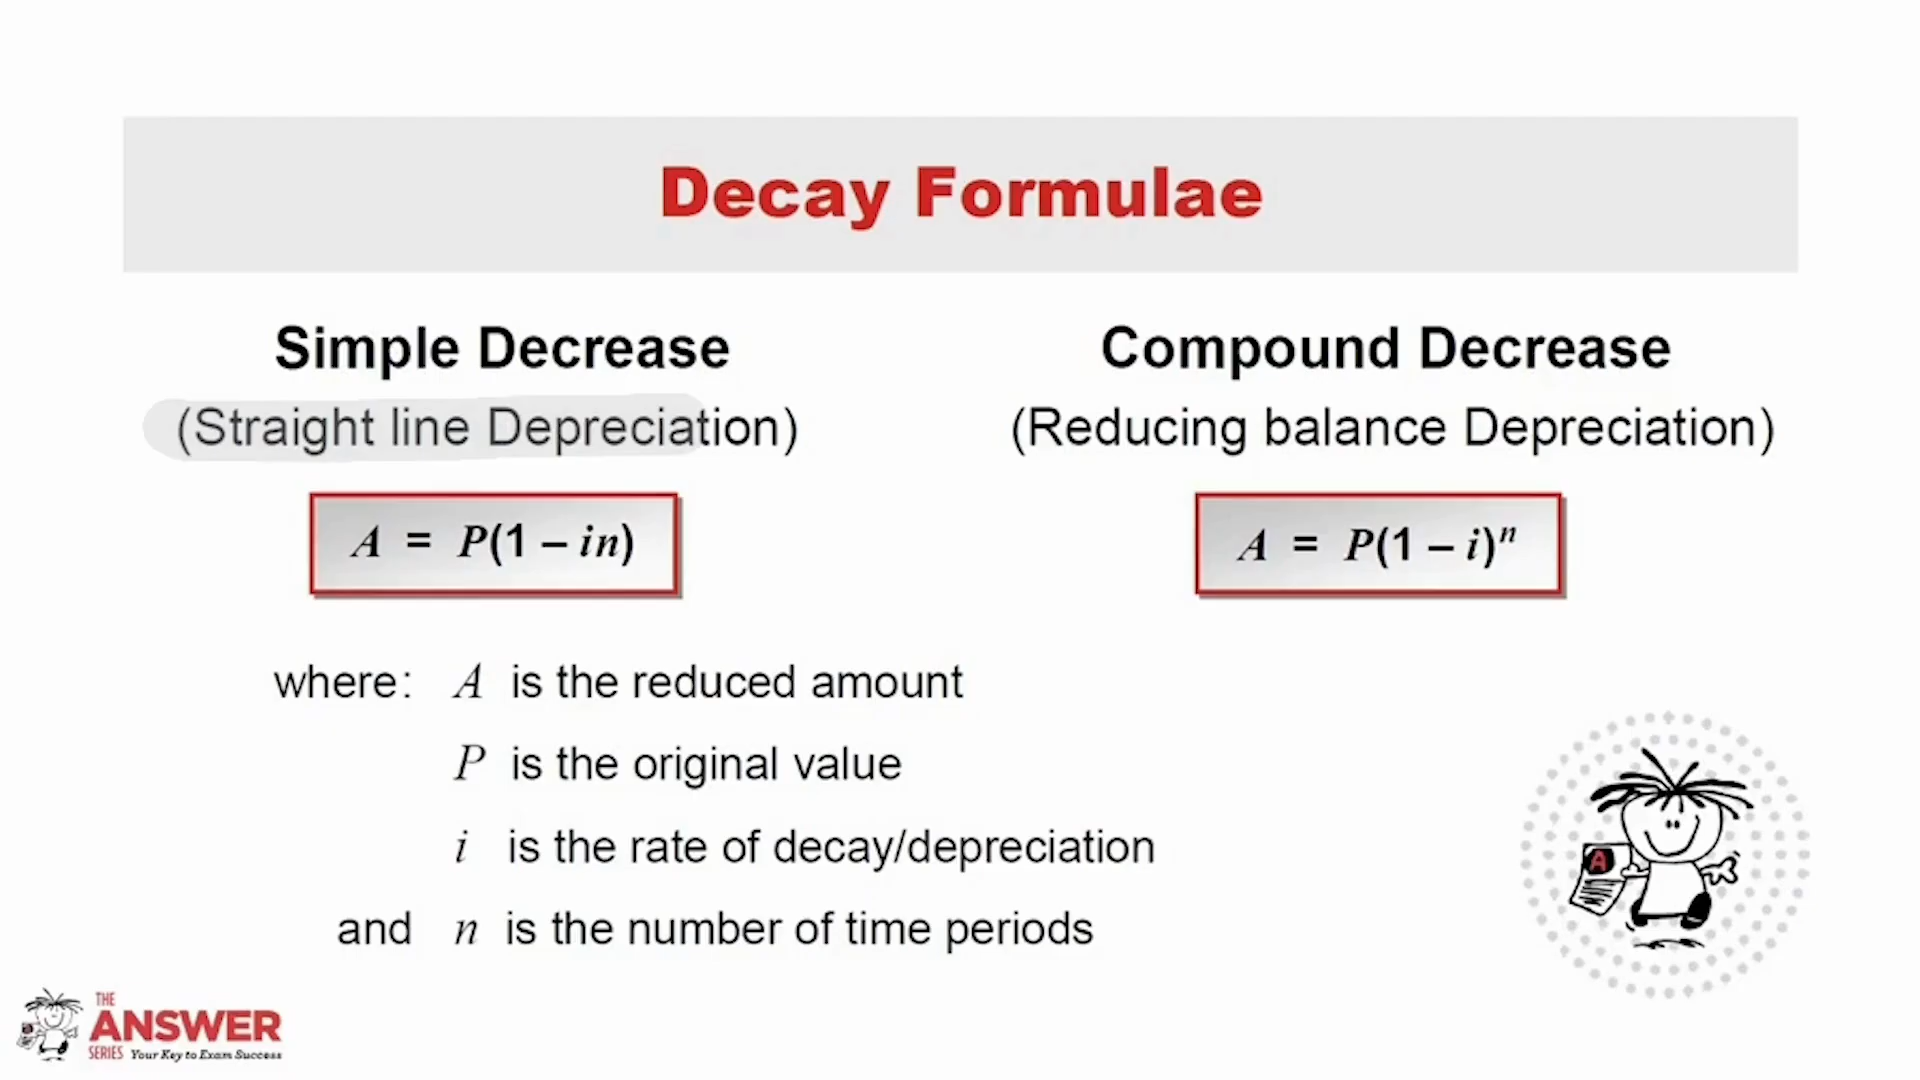 Decay Formulae
Simple Decrease
(Straight line Depreciation)
A = P(1 – in)
Compound Decrease
(Reducing balance Depreciation)
A = P(1 – i)ⁿ
where: A is the reduced amount
P is the original value
i is the rate of decay/depreciation
and n is the number of time periods
A
THE
ANSWER
SERIES Your Key to Exam Success